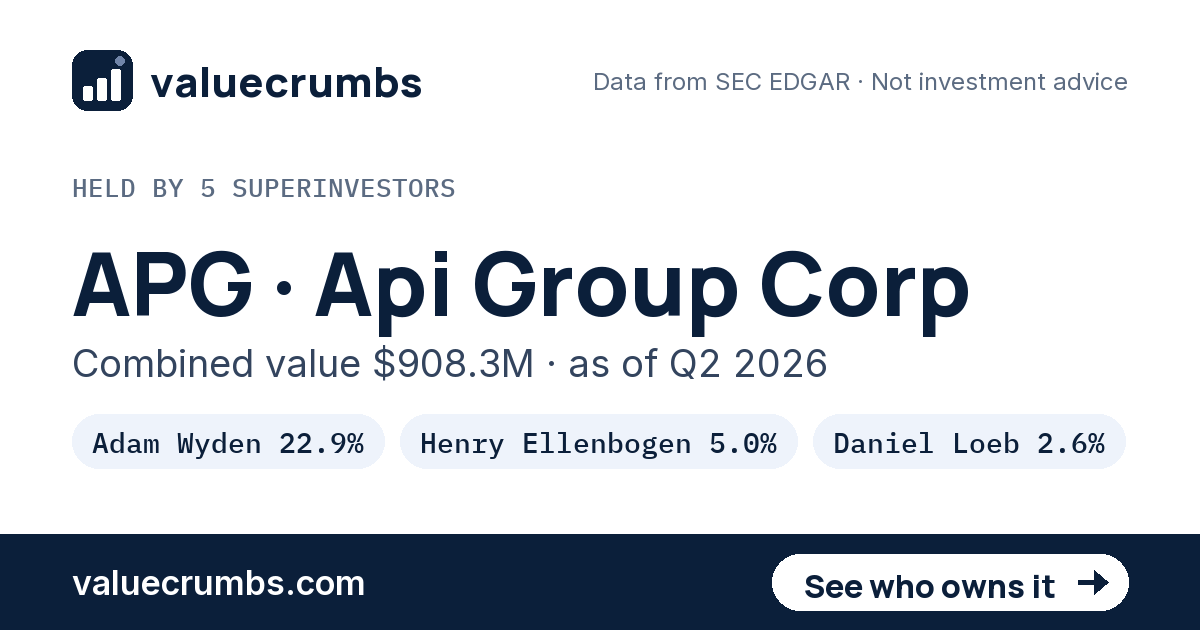 valuecrumbs
Data from SEC EDGAR · Not investment advice
HELD BY 5 SUPERINVESTORS
APG · Api Group Corp
Combined value $908.3M · as of Q2 2026
Adam Wyden 22.9%
Henry Ellenbogen 5.0%
Daniel Loeb 2.6%
valuecrumbs.com
See who owns it →